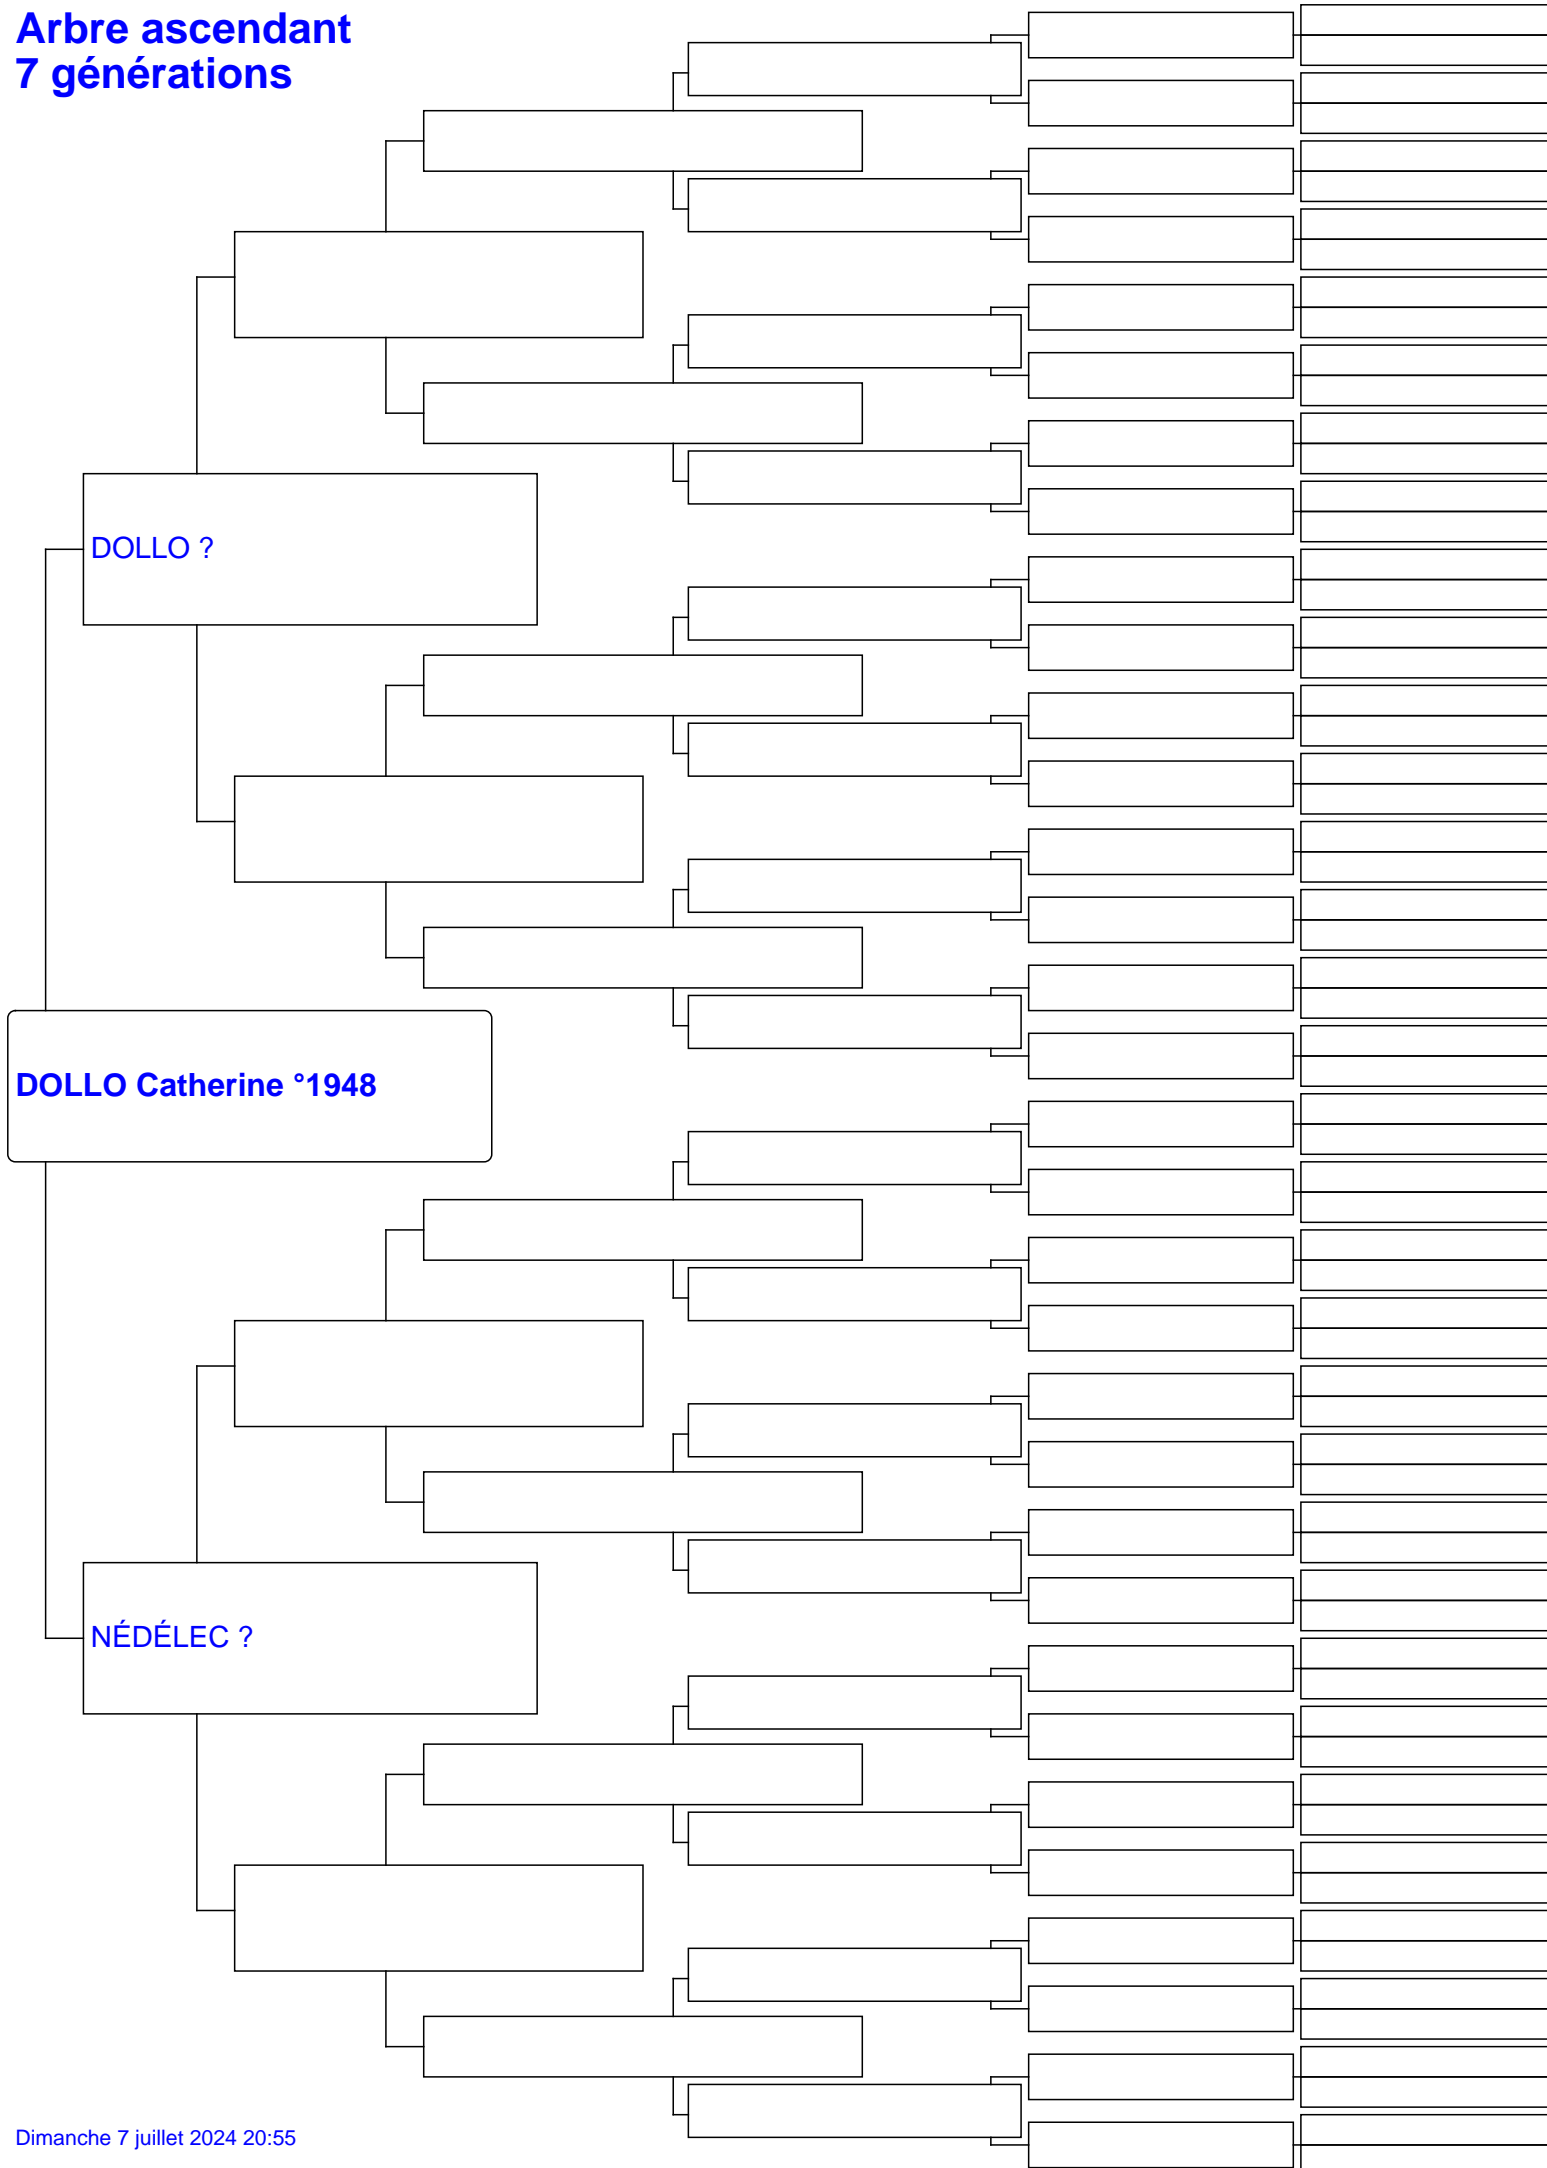 Arbre ascendant
7 générations
DOLLO ?
DOLLO Catherine °1948
NÉDÉLEC ?
Dimanche 7 juillet 2024 20:55